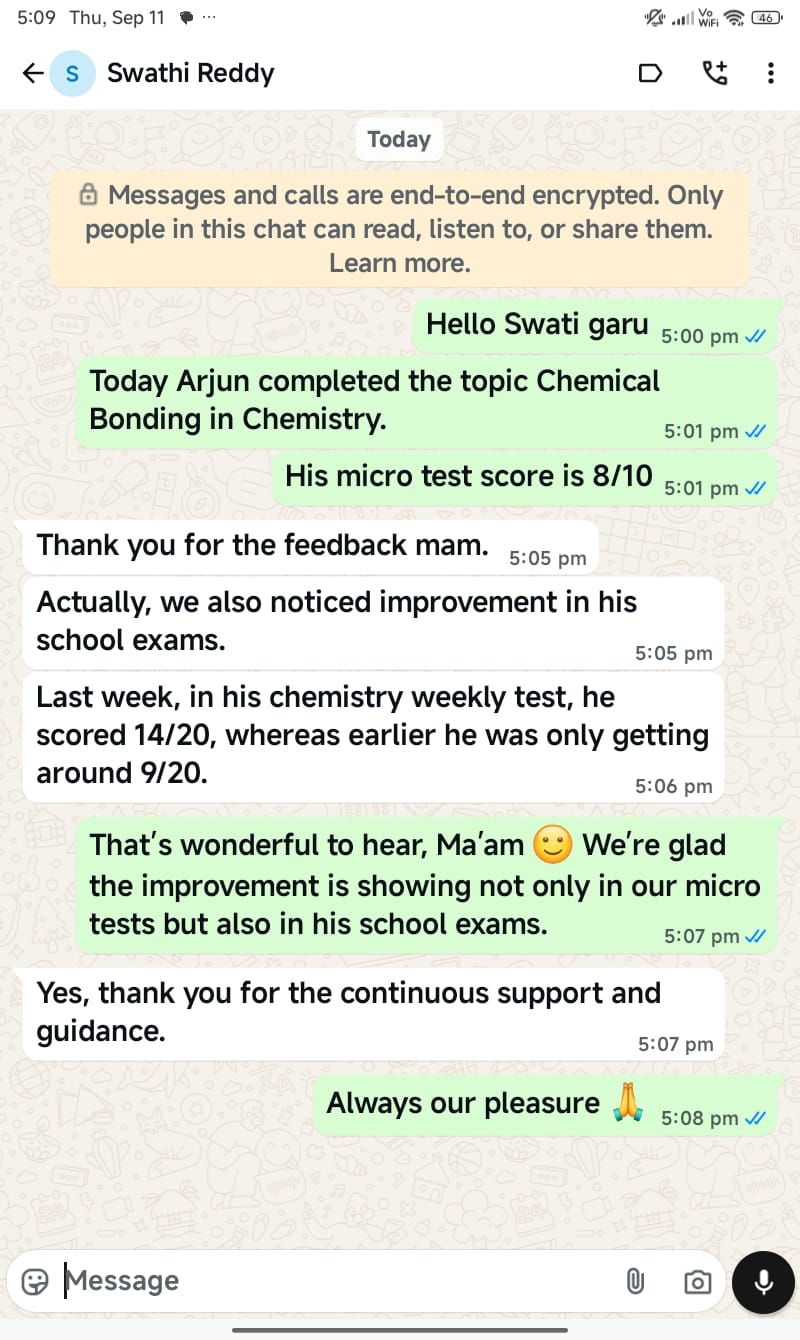 5:09 Thu, Sep 11 ...
Vo
WiFi
46
S Swathi Reddy
Today
Messages and calls are end-to-end encrypted. Only
people in this chat can read, listen to, or share them.
Learn more.
Hello Swati garu 5:00 pm
Today Arjun completed the topic Chemical
Bonding in Chemistry.
5:01 pm
His micro test score is 8/10 5:01 pm
Thank you for the feedback mam. 5:05 pm
Actually, we also noticed improvement in his
school exams.
5:05 pm
Last week, in his chemistry weekly test, he
scored 14/20, whereas earlier he was only getting
around 9/20.
5:06 pm
That’s wonderful to hear, Ma’am 🙂 We’re glad
the improvement is showing not only in our micro
tests but also in his school exams.
5:07 pm
Yes, thank you for the continuous support and
guidance.
5:07 pm
Always our pleasure 🙏 5:08 pm
Message